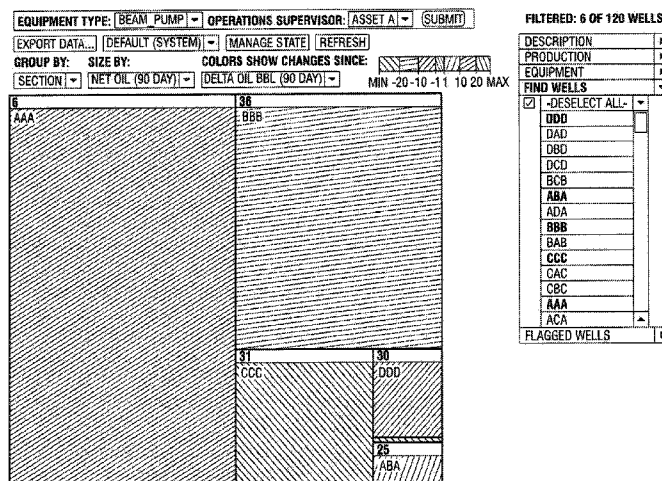 EQUIPMENT TYPE: BEAM_PUMP OPERATIONS SUPERVISOR: ASSET A SUBMIT
EXPORT DATA... DEFAULT (SYSTEM) MANAGE STATE REFRESH
GROUP BY: SIZE BY: COLORS SHOW CHANGES SINCE:
SECTION NET OIL (90 DAY) DELTA OIL BBL (90 DAY) MIN -20 -10 -1 1 10 20 MAX
6
AAA
36
BBB
31
CCC
30
DDD
25
ABA
FILTERED: 6 OF 120 WELLS
DESCRIPTION
PRODUCTION
EQUIPMENT
FIND WELLS
-DESELECT ALL-
DDD
DAD
DBD
DCD
BCB
ABA
ADA
BBB
BAB
CCC
CAC
CBC
AAA
ACA
FLAGGED WELLS